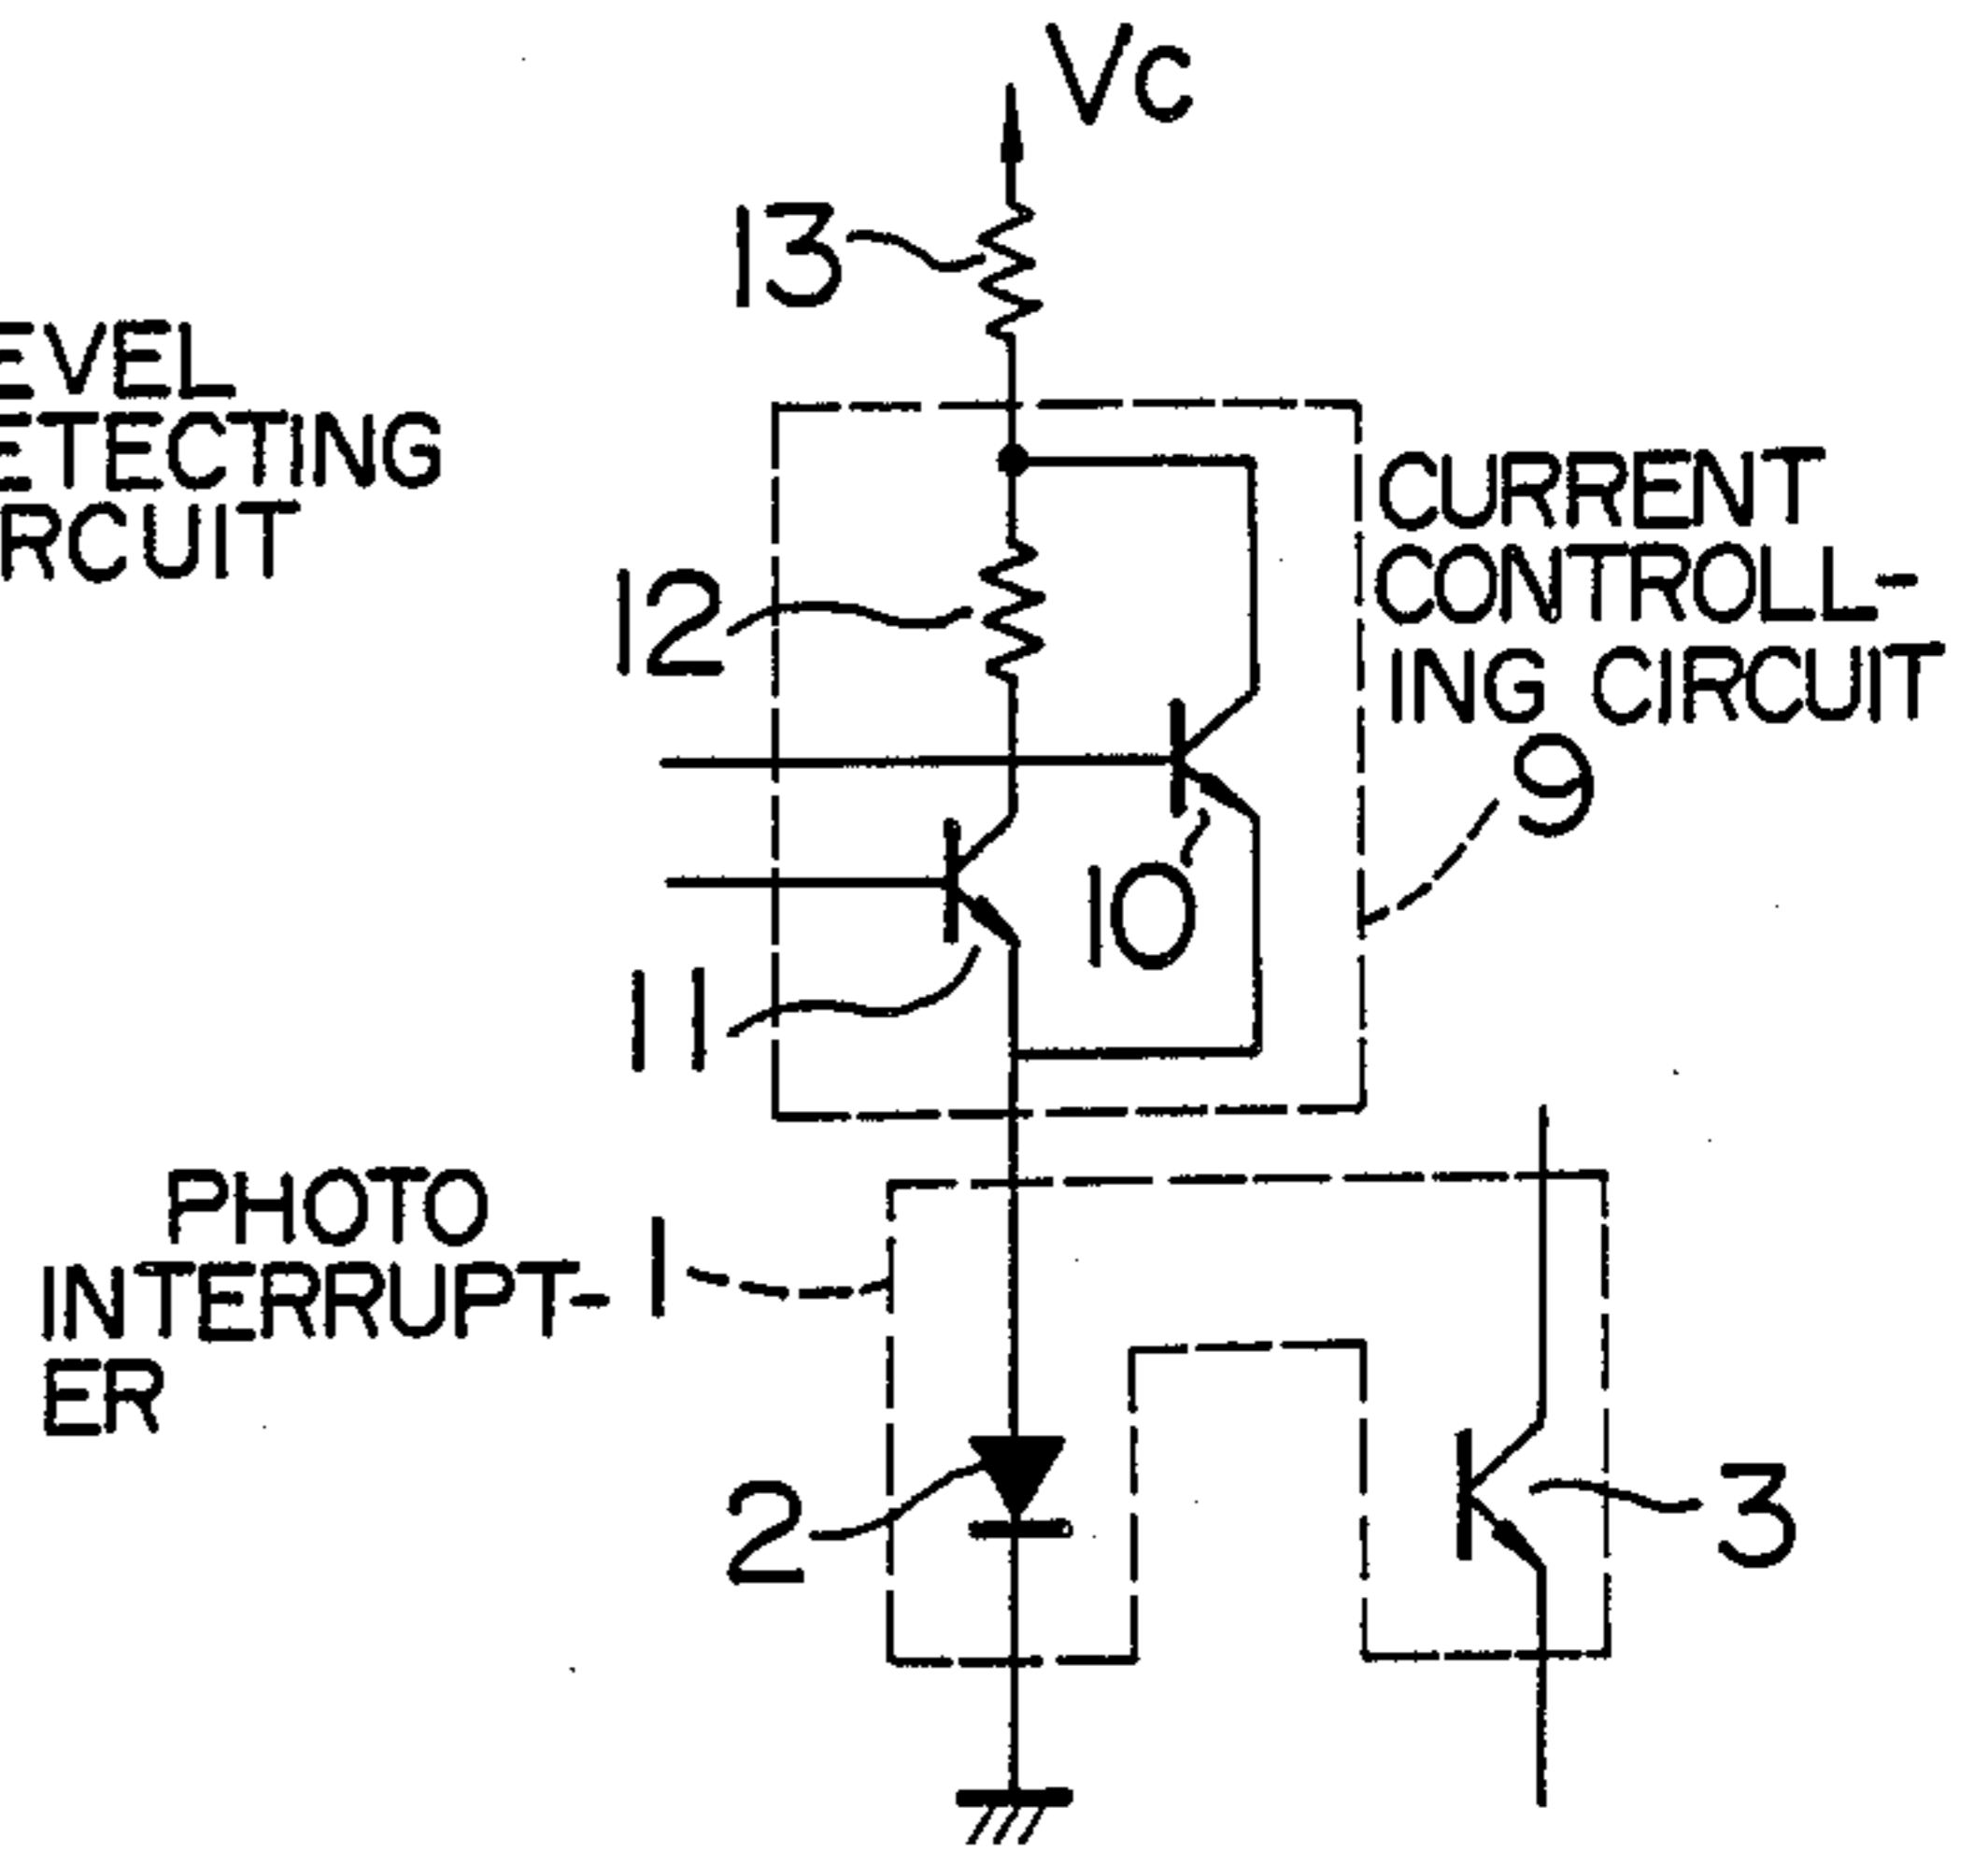 Vc
13
EVEL
ETECTING
RCUIT
CURRENT
CONTROLL-
ING CIRCUIT
12
9
10
11
PHOTO
INTERRUPT-
ER
1
2
3